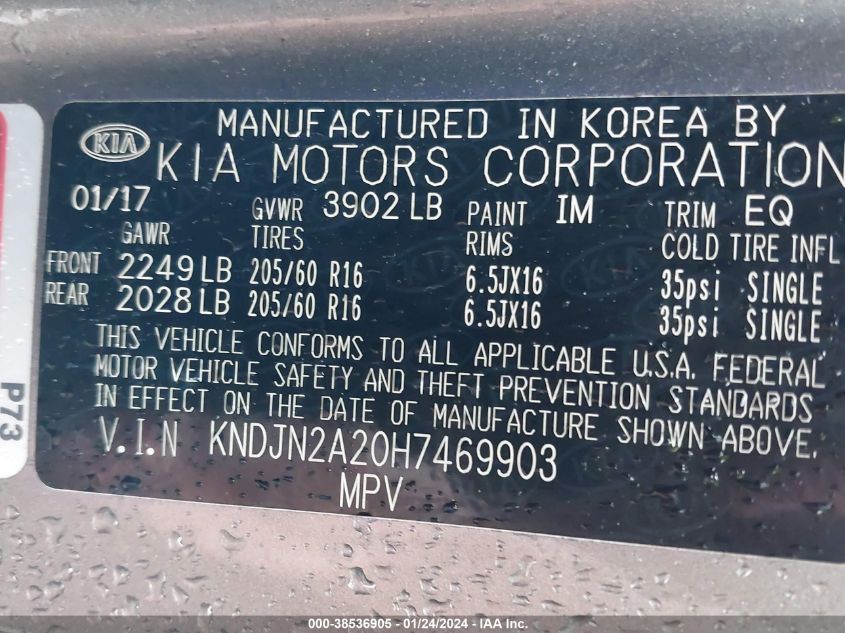 MANUFACTURED IN KOREA BY
KIA KIA MOTORS CORPORATION
01/17 GVWR 3902 LB PAINT IM TRIM EQ
GAWR TIRES RIMS COLD TIRE INFL
FRONT 2249 LB 205/60 R16 6.5JX16 35psi SINGLE
REAR 2028 LB 205/60 R16 6.5JX16 35psi SINGLE
THIS VEHICLE CONFORMS TO ALL APPLICABLE U.S.A. FEDERAL
MOTOR VEHICLE SAFETY AND THEFT PREVENTION STANDARDS
IN EFFECT ON THE DATE OF MANUFACTURE SHOWN ABOVE.
V.I.N KNDJN2A20H7469903
MPV
P73
000-38536905 - 01/24/2024 - IAA Inc.